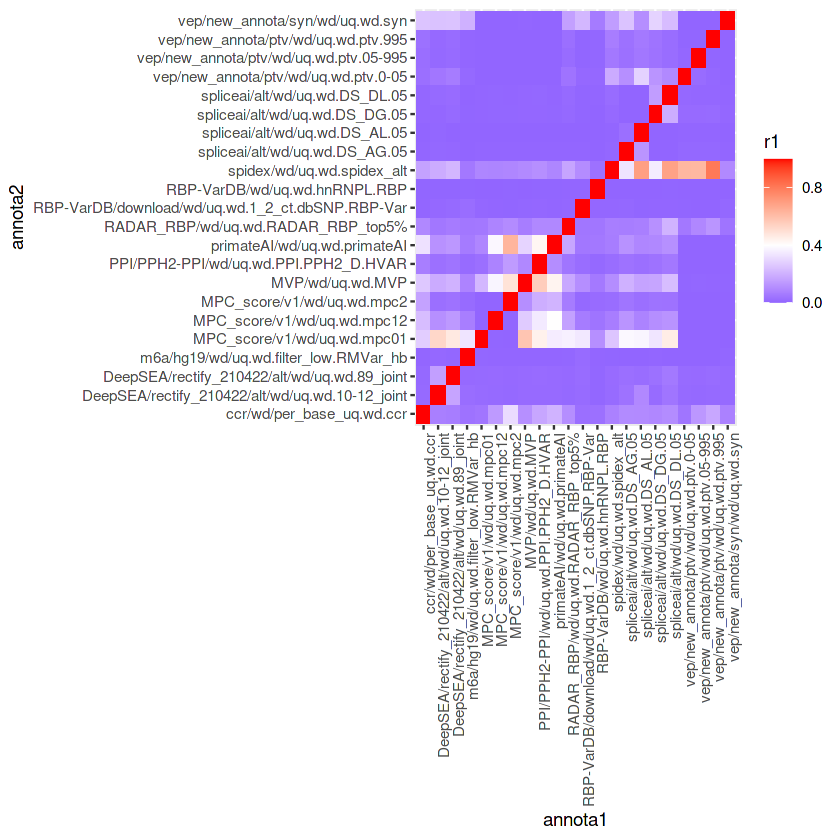 vep/new_annota/syn/wd/uq.wd.syn
vep/new_annota/ptv/wd/uq.wd.ptv.995
vep/new_annota/ptv/wd/uq.wd.ptv.05-995
vep/new_annota/ptv/wd/uq.wd.ptv.0-05
spliceai/alt/wd/uq.wd.DS_DL.05
spliceai/alt/wd/uq.wd.DS_DG.05
spliceai/alt/wd/uq.wd.DS_AL.05
spliceai/alt/wd/uq.wd.DS_AG.05
spidex/wd/uq.wd.spidex_alt
RBP-VarDB/wd/uq.wd.hnRNPL.RBP
RBP-VarDB/download/wd/uq.wd.1_2_ct.dbSNP.RBP-Var
RADAR_RBP/wd/uq.wd.RADAR_RBP_top5%
primateAI/wd/uq.wd.primateAI
PPI/PPH2-PPI/wd/uq.wd.PPI.PPH2_D.HVAR
MVP/wd/uq.wd.MVP
MPC_score/v1/wd/uq.wd.mpc2
MPC_score/v1/wd/uq.wd.mpc12
MPC_score/v1/wd/uq.wd.mpc01
m6a/hg19/wd/uq.wd.filter_low.RMVar_hb
DeepSEA/rectify_210422/alt/wd/uq.wd.89_joint
DeepSEA/rectify_210422/alt/wd/uq.wd.10-12_joint
ccr/wd/per_base_uq.wd.ccr
annota2
ccr/wd/per_base_uq.wd.ccr
DeepSEA/rectify_210422/alt/wd/uq.wd.10-12_joint
DeepSEA/rectify_210422/alt/wd/uq.wd.89_joint
m6a/hg19/wd/uq.wd.filter_low.RMVar_hb
MPC_score/v1/wd/uq.wd.mpc01
MPC_score/v1/wd/uq.wd.mpc12
MPC_score/v1/wd/uq.wd.mpc2
MVP/wd/uq.wd.MVP
PPI/PPH2-PPI/wd/uq.wd.PPI.PPH2_D.HVAR
primateAI/wd/uq.wd.primateAI
RADAR_RBP/wd/uq.wd.RADAR_RBP_top5%
RBP-VarDB/download/wd/uq.wd.1_2_ct.dbSNP.RBP-Var
RBP-VarDB/wd/uq.wd.hnRNPL.RBP
spidex/wd/uq.wd.spidex_alt
spliceai/alt/wd/uq.wd.DS_AG.05
spliceai/alt/wd/uq.wd.DS_AL.05
spliceai/alt/wd/uq.wd.DS_DG.05
spliceai/alt/wd/uq.wd.DS_DL.05
vep/new_annota/ptv/wd/uq.wd.ptv.0-05
vep/new_annota/ptv/wd/uq.wd.ptv.05-995
vep/new_annota/ptv/wd/uq.wd.ptv.995
vep/new_annota/syn/wd/uq.wd.syn
annota1
r1
0.8
0.4
0.0